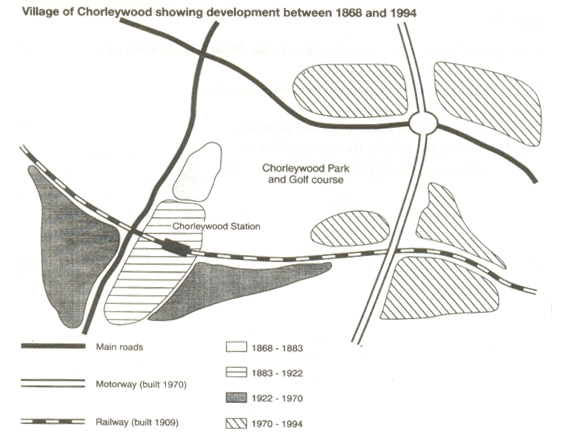 Village of Chorleywood showing development between 1868 and 1994
Chorleywood Park
and Golf course
Chorleywood Station
Main roads
Motorway (built 1970)
Railway (built 1909)
1868 - 1883
1883 - 1922
1922 - 1970
1970 - 1994